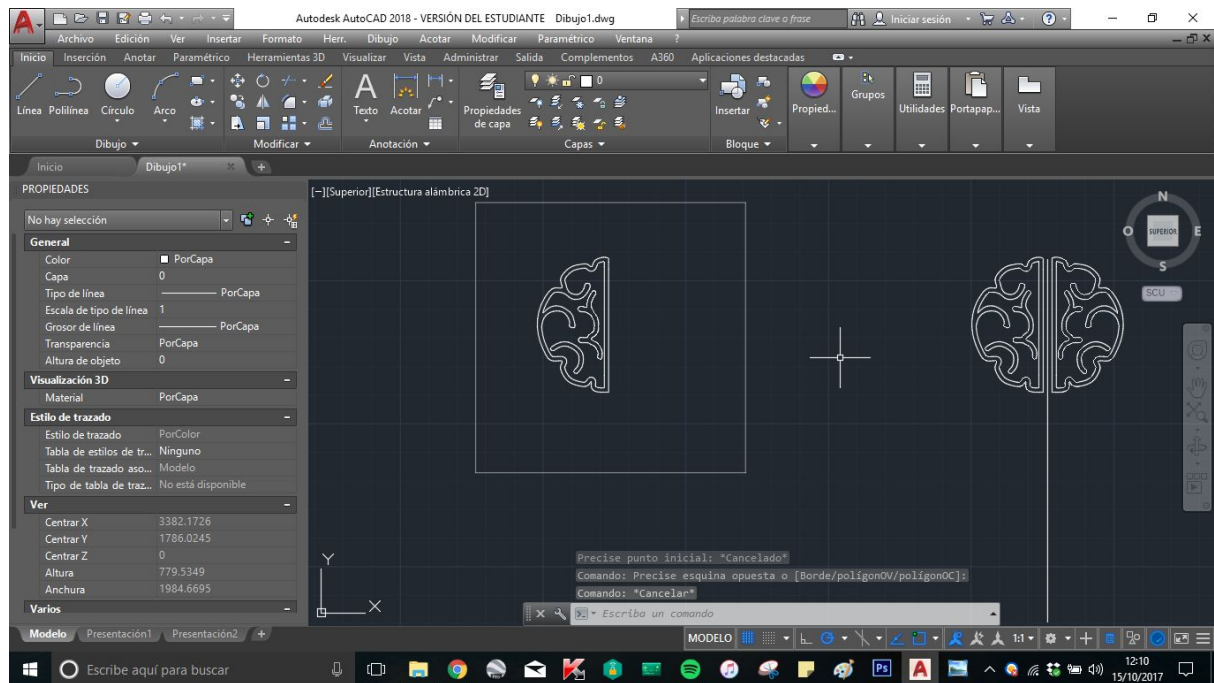 Autodesk AutoCAD 2018 - VERSIÓN DEL ESTUDIANTE Dibujo1.dwg
Escriba palabra clave o frase
Iniciar sesión
Archivo Edición Ver Insertar Formato Herr. Dibujo Acotar Modificar Paramétrico Ventana ?
Inicio Inserción Anotar Paramétrico Herramientas 3D Visualizar Vista Administrar Salida Complementos A360 Aplicaciones destacadas
0
Línea Polilínea Círculo Arco Texto Acotar Propiedades de capa Insertar Propied... Grupos Utilidades Portapap... Vista
Dibujo Modificar Anotación Capas Bloque
Inicio Dibujo1* +
PROPIEDADES
[−][Superior][Estructura alámbrica 2D]
No hay selección
General
Color PorCapa
Capa 0
Tipo de línea PorCapa
Escala de tipo de línea 1
Grosor de línea PorCapa
Transparencia PorCapa
Altura de objeto 0
Visualización 3D
Material PorCapa
Estilo de trazado
Estilo de trazado PorColor
Tabla de estilos de tr... Ninguno
Tabla de trazado aso... Modelo
Tipo de tabla de traz... No está disponible
Ver
Centrar X 3382.1726
Centrar Y 1786.0245
Centrar Z 0
Altura 779.5349
Anchura 1984.6695
Varios
N
O SUPERIOR E
S
SCU
Y
X
Precise punto inicial: *Cancelado*
Comando: Precise esquina opuesta o [Borde/polígonOV/polígonOC]:
Comando: *Cancelar*
Escriba un comando
Modelo Presentación1 Presentación2 +
MODELO 1:1
Escribe aquí para buscar
Ps
A
12:10
15/10/2017